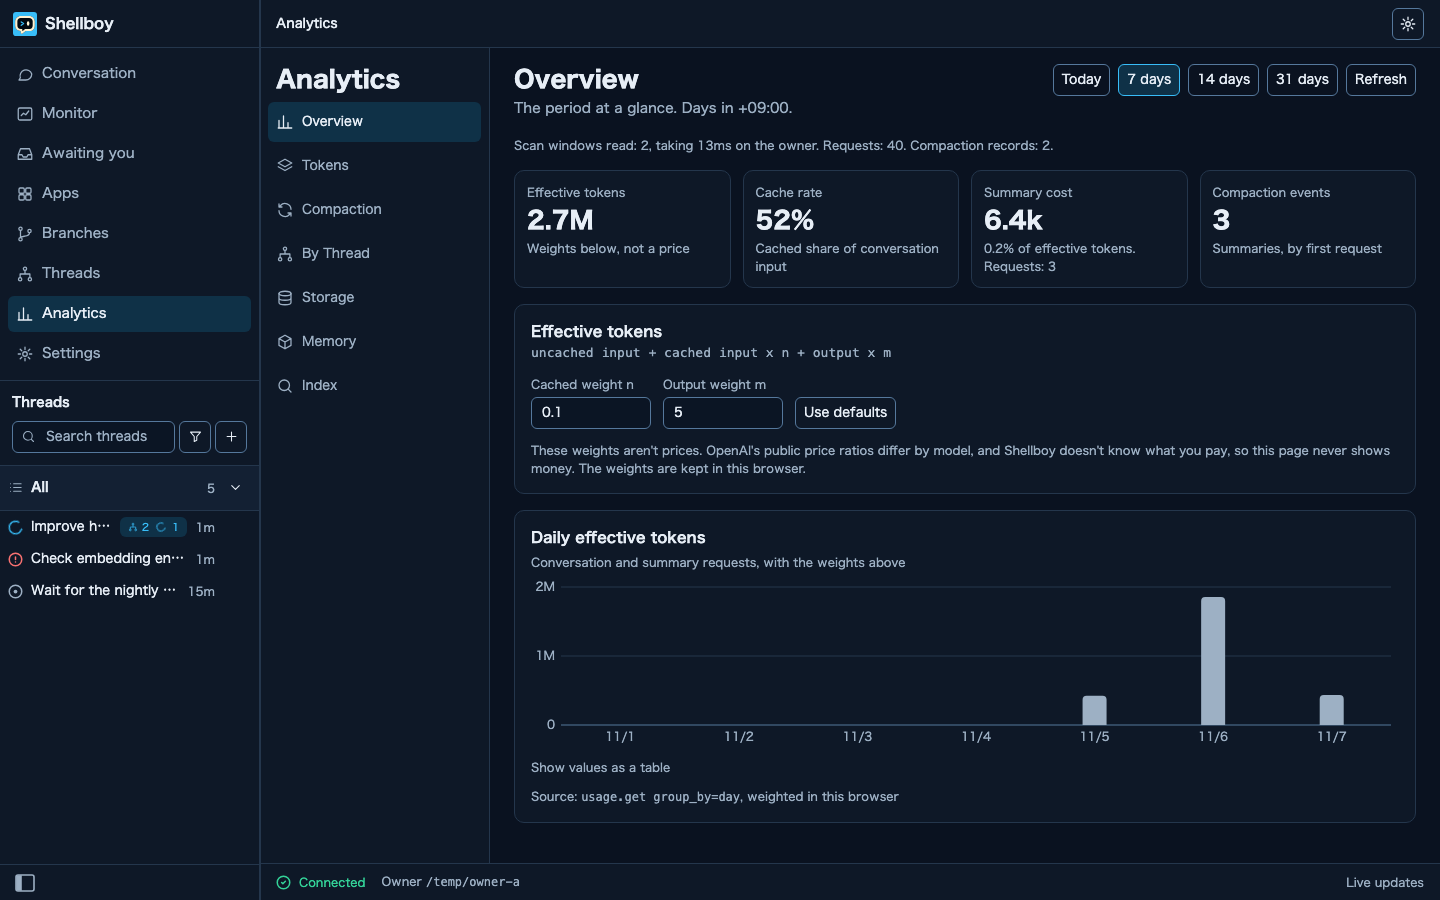 Shellboy
Analytics
Conversation
Monitor
Awaiting you
Apps
Branches
Threads
Analytics
Settings
Threads
Search threads
All 5
Improve h··· 2 1 1m
Check embedding en··· 1m
Wait for the nightly ··· 15m
Analytics
Overview
Tokens
Compaction
By Thread
Storage
Memory
Index
Overview
Today 7 days 14 days 31 days Refresh
The period at a glance. Days in +09:00.
Scan windows read: 2, taking 13ms on the owner. Requests: 40. Compaction records: 2.
Effective tokens
2.7M
Weights below, not a price
Cache rate
52%
Cached share of conversation
input
Summary cost
6.4k
0.2% of effective tokens.
Requests: 3
Compaction events
3
Summaries, by first request
Effective tokens
uncached input + cached input x n + output x m
Cached weight n Output weight m
0.1 5 Use defaults
These weights aren't prices. OpenAI's public price ratios differ by model, and Shellboy doesn't know what you pay, so this page never shows
money. The weights are kept in this browser.
Daily effective tokens
Conversation and summary requests, with the weights above
2M
1M
0
11/1 11/2 11/3 11/4 11/5 11/6 11/7
Show values as a table
Source: usage.get group_by=day, weighted in this browser
Connected Owner /temp/owner-a Live updates